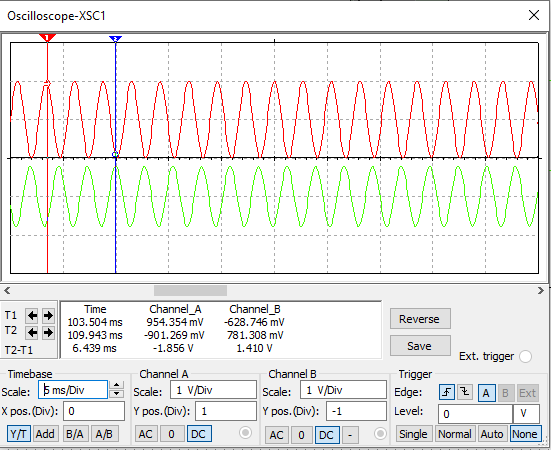 Oscilloscope-XSC1
1 2
T1
T2
T2-T1
Time Channel_A Channel_B
103.504 ms 954.354 mV -628.746 mV
109.943 ms -901.269 mV 781.308 mV
6.439 ms -1.856 V 1.410 V
Reverse
Save
Ext. trigger
Timebase
Scale: 5 ms/Div
X pos.(Div): 0
Y/T Add B/A A/B
Channel A
Scale: 1 V/Div
Y pos.(Div): 1
AC 0 DC
Channel B
Scale: 1 V/Div
Y pos.(Div): -1
AC 0 DC -
Trigger
Edge: A B Ext
Level: 0 V
Single Normal Auto None